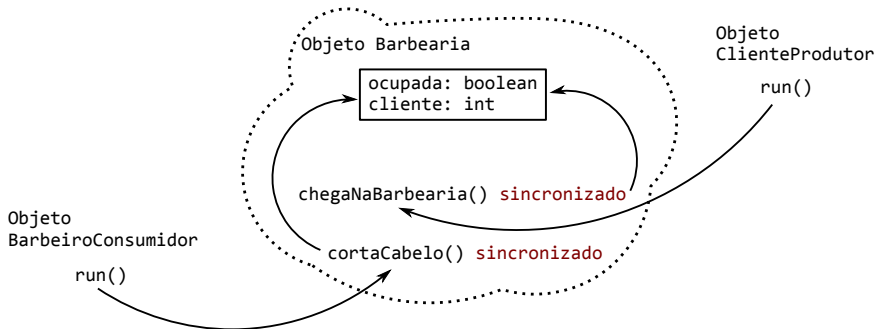 Objeto Barbearia
ocupada: boolean
cliente: int
Objeto
ClienteProdutor
run()
chegaNaBarbearia() sincronizado
Objeto
BarbeiroConsumidor
run()
cortaCabelo() sincronizado